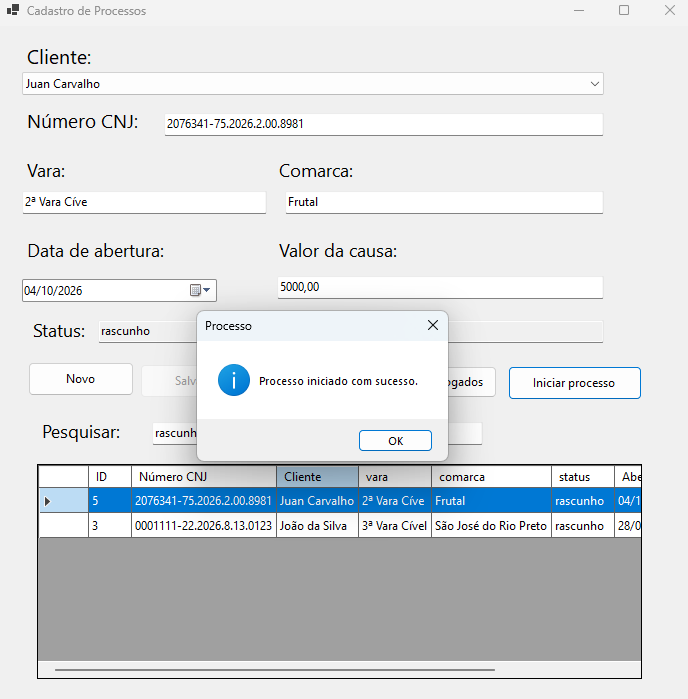 Cadastro de Processos
Cliente:
Juan Carvalho
Número CNJ:
2076341-75.2026.2.00.8981
Vara:
Comarca:
2ª Vara Cíve
Frutal
Data de abertura:
Valor da causa:
04/10/2026
5000,00
Status:
rascunho
Processo
Processo iniciado com sucesso.
OK
Novo
Salv
ogados
Iniciar processo
Pesquisar:
rascunh
ID Número CNJ Cliente vara comarca status Abe
5 2076341-75.2026.2.00.8981 Juan Carvalho 2ª Vara Cíve Frutal rascunho 04/1
3 0001111-22.2026.8.13.0123 João da Silva 3ª Vara Cível São José do Rio Preto rascunho 28/0